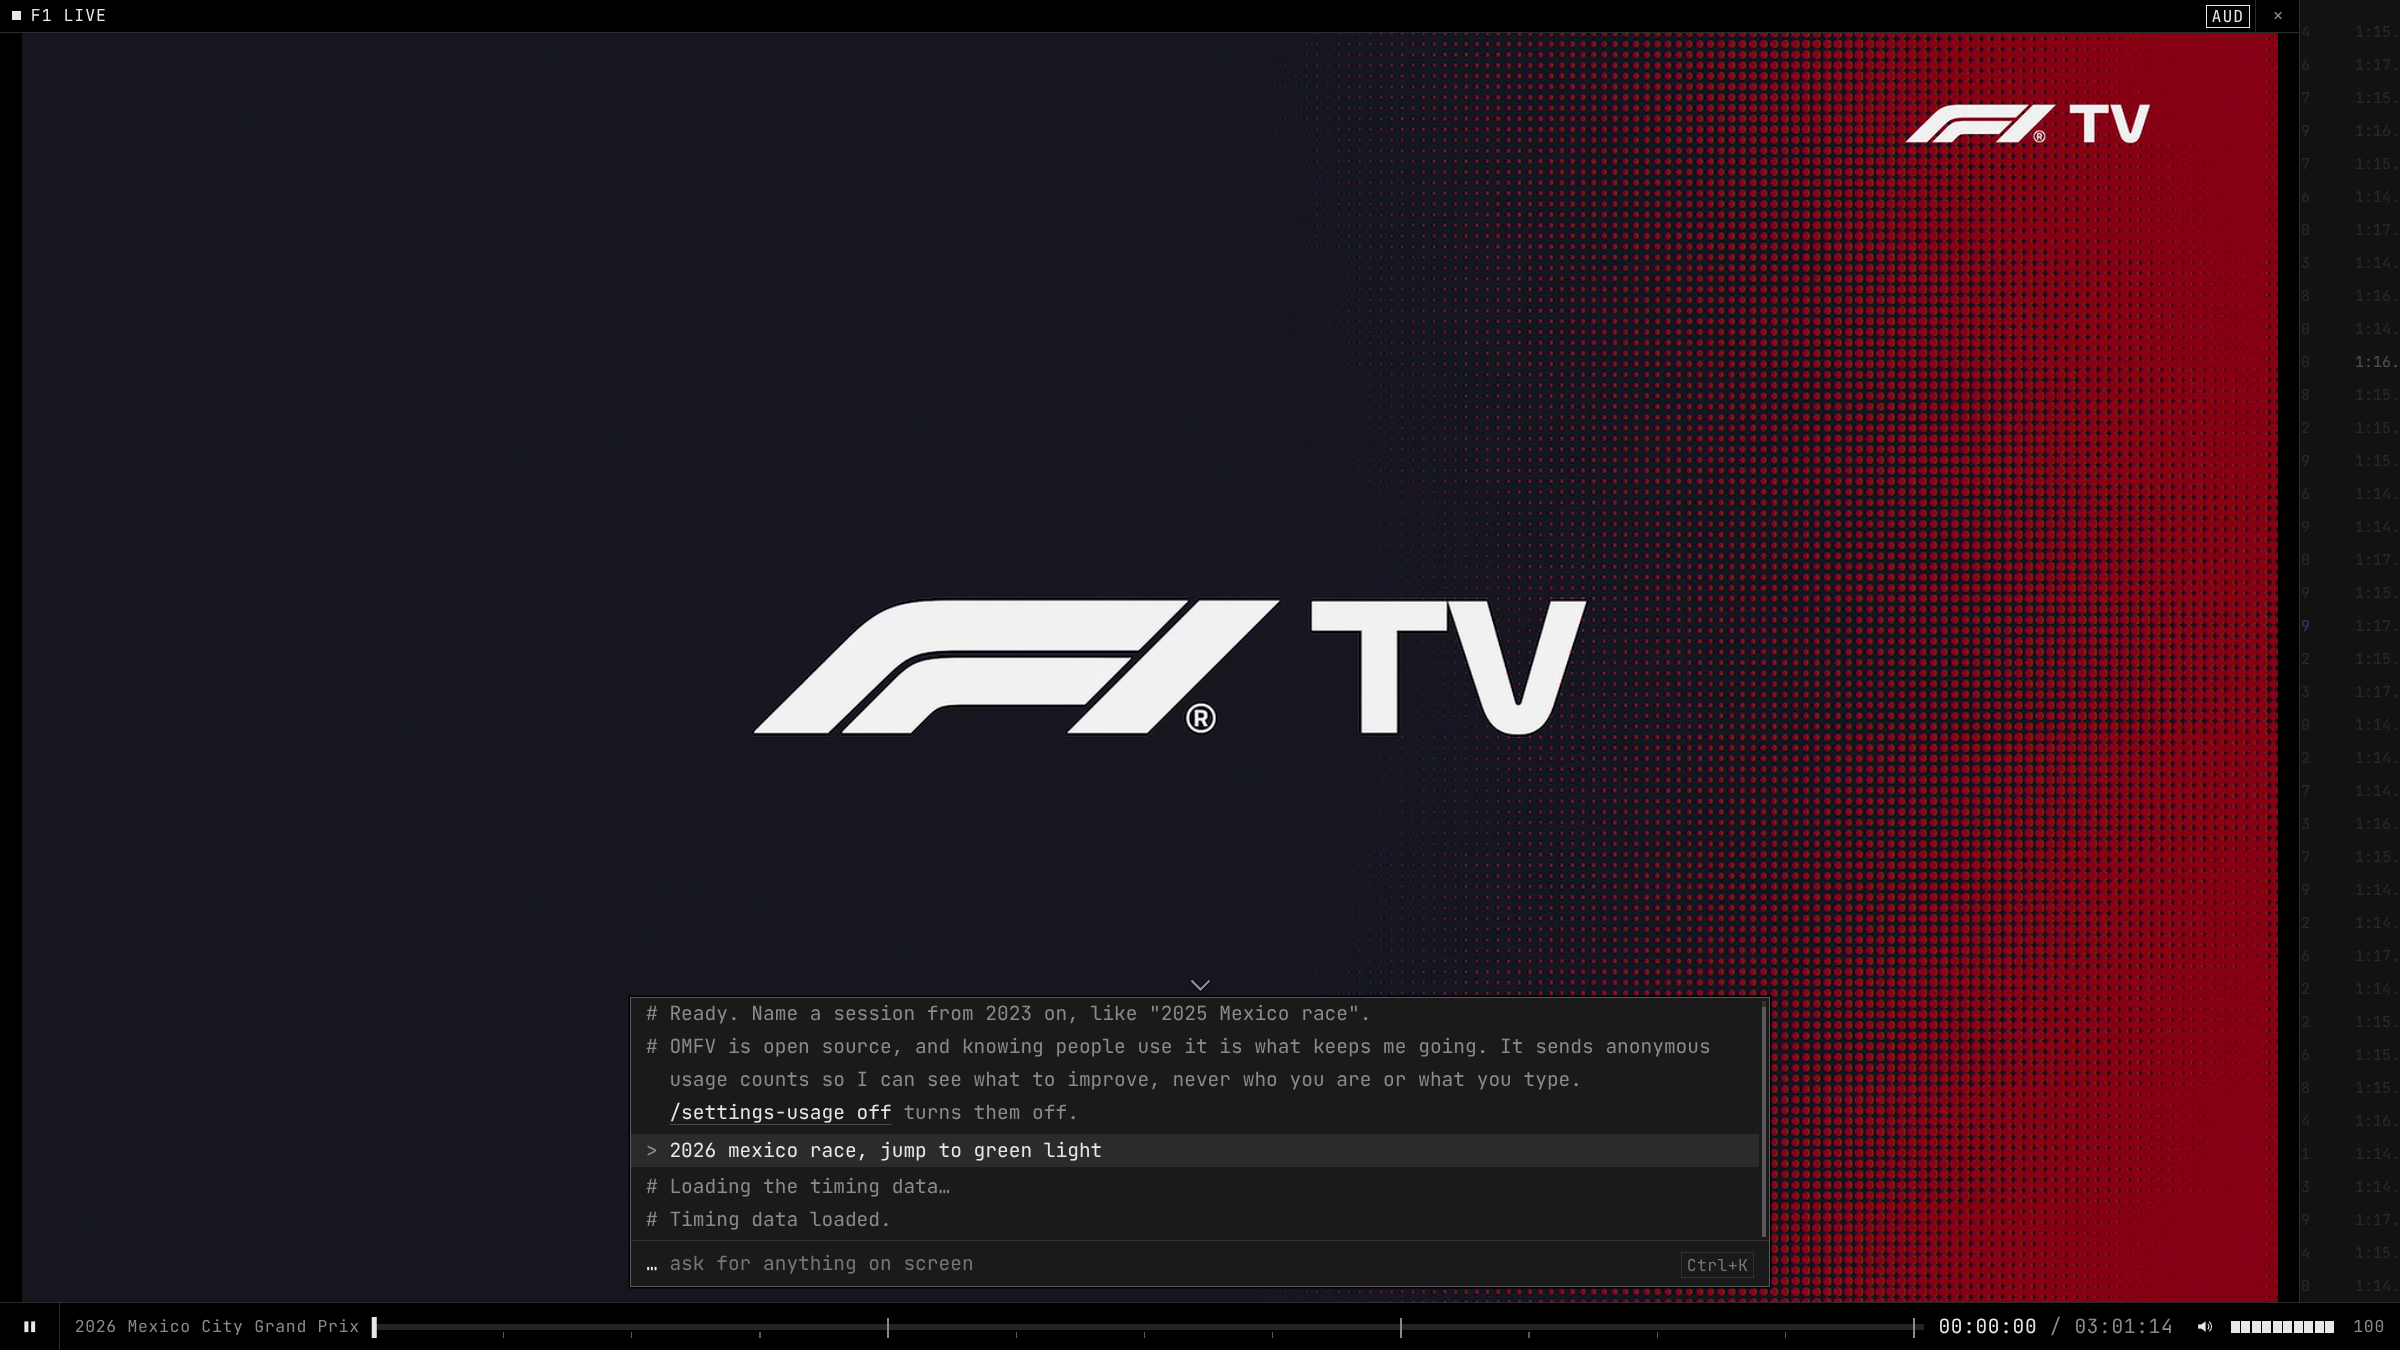 F1 LIVE
AUD ×
F1® TV
F1® TV
# Ready. Name a session from 2023 on, like "2025 Mexico race".
# OMFV is open source, and knowing people use it is what keeps me going. It sends anonymous
usage counts so I can see what to improve, never who you are or what you type.
/settings-usage off turns them off.
> 2026 mexico race, jump to green light
# Loading the timing data…
# Timing data loaded.
… ask for anything on screen
Ctrl+K
2026 Mexico City Grand Prix
00:00:00 / 03:01:14
100